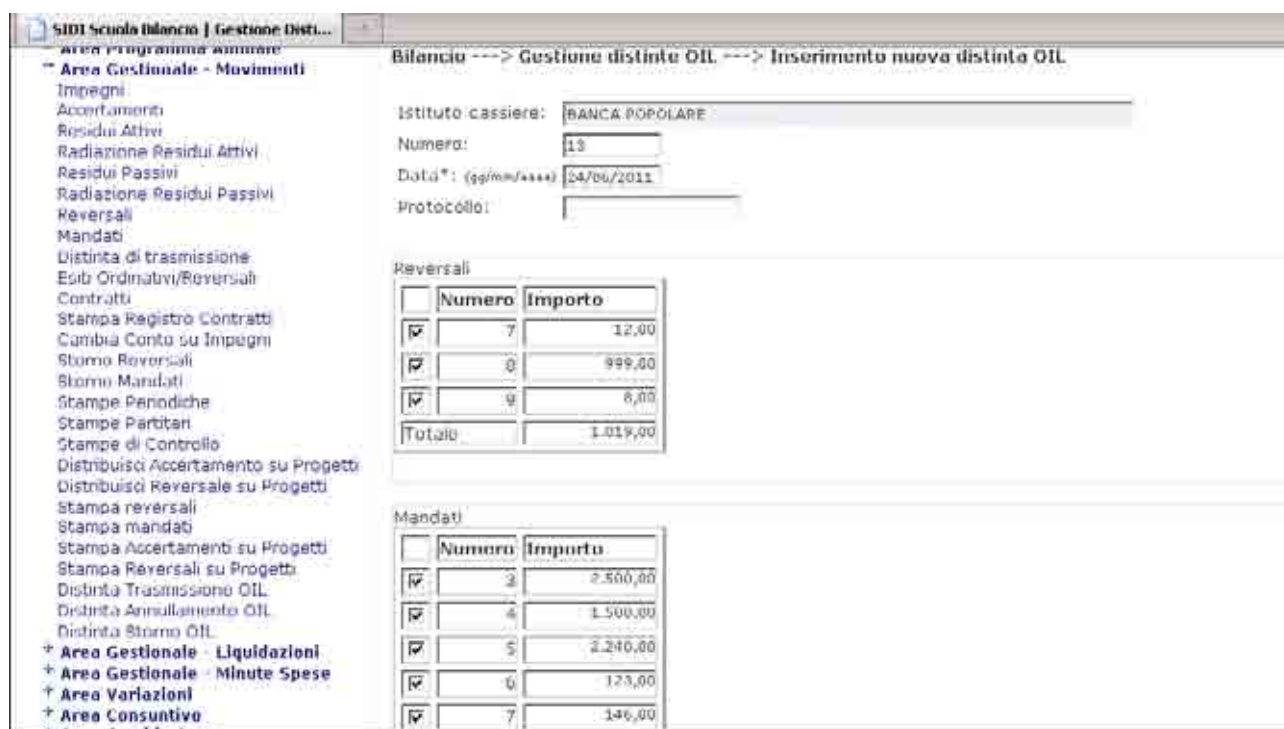 SIDI Scuola Bilancio | Gestione Disti...
Area Programma Annuale
Area Gestionale - Movimenti
Impegni
Accertamenti
Residui Attivi
Radiazione Residui Attivi
Residui Passivi
Radiazione Residui Passivi
Reversali
Mandati
Distinta di trasmissione
Esiti Ordinativi/Reversali
Contratti
Stampa Registro Contratti
Cambia Conto su Impegni
Storno Reversali
Storno Mandati
Stampe Periodiche
Stampe Partitari
Stampe di Controllo
Distribuisci Accertamento su Progetti
Distribuisci Reversale su Progetti
Stampa reversali
Stampa mandati
Stampa Accertamenti su Progetti
Stampa Reversali su Progetti
Distinta Trasmissione OIL
Distinta Annullamento OIL
Distinta Storno OIL
+ Area Gestionale - Liquidazioni
+ Area Gestionale - Minute Spese
+ Area Variazioni
+ Area Consuntivo
Bilancio ---> Gestione distinte OIL ---> Inserimento nuova distinta OIL
Istituto cassiere: BANCA POPOLARE
Numero: 13
Data*: (gg/mm/aaaa) 24/06/2011
Protocollo:
Reversali
Numero Importo
7 12,00
8 999,00
9 8,00
Totale 1.019,00
Mandati
Numero Importo
3 2.500,00
4 1.500,00
5 2.240,00
6 123,00
7 146,00